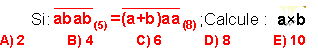 Si: abab(5) = (a+b)aa(8) ; Calcule : a×b
A) 2 B) 4 C) 6 D) 8 E) 10